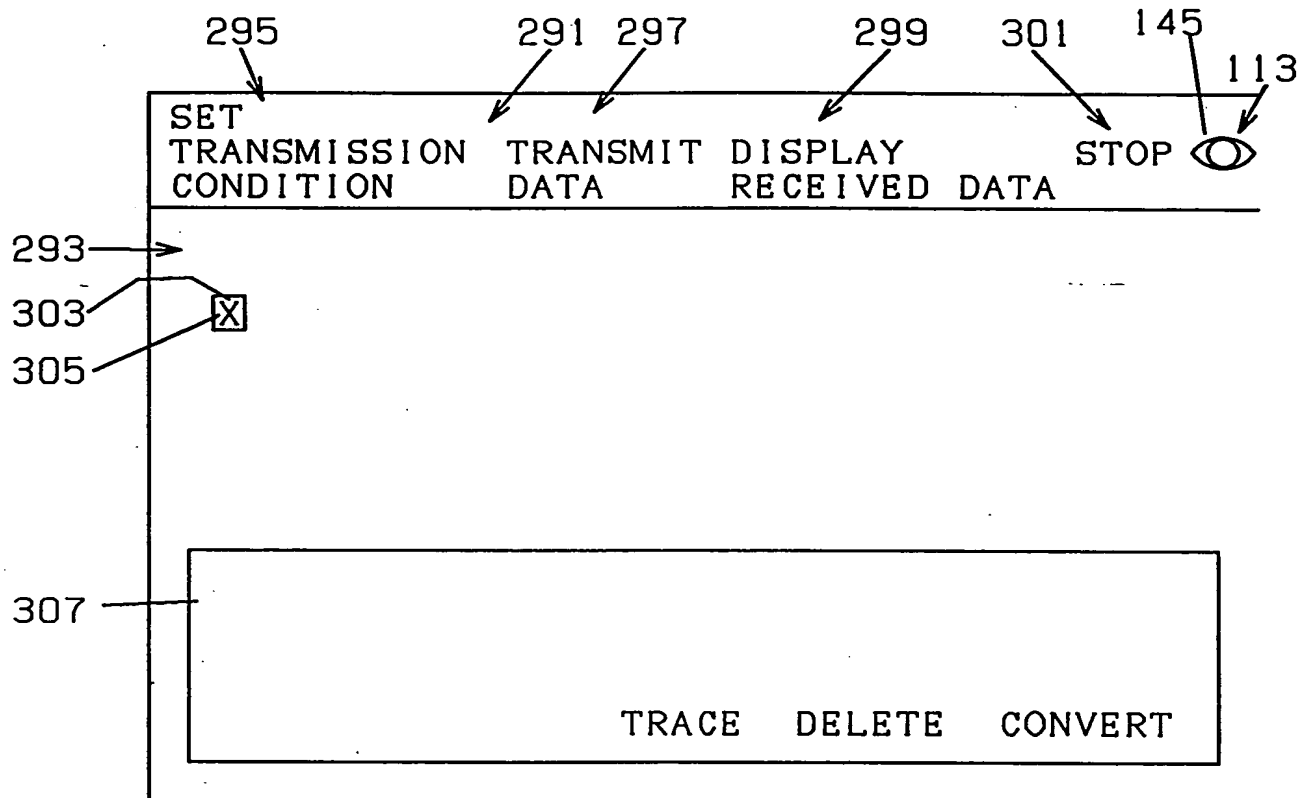 295 291 297 299 301 145 113
SET
TRANSMISSION TRANSMIT DISPLAY STOP
CONDITION DATA RECEIVED DATA
293
303 X
305
307
TRACE DELETE CONVERT